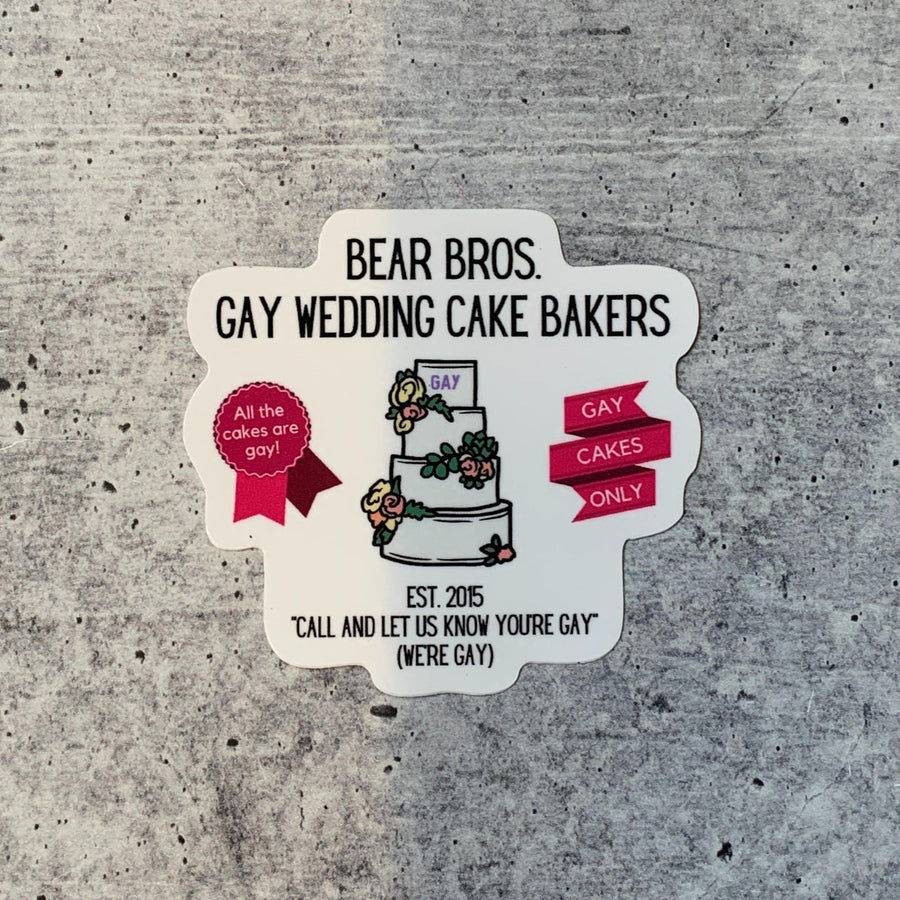 BEAR BROS.
GAY WEDDING CAKE BAKERS
GAY
All the
cakes are
gay!
GAY
CAKES
ONLY
EST. 2015
"CALL AND LET US KNOW YOU'RE GAY"
(WE'RE GAY)